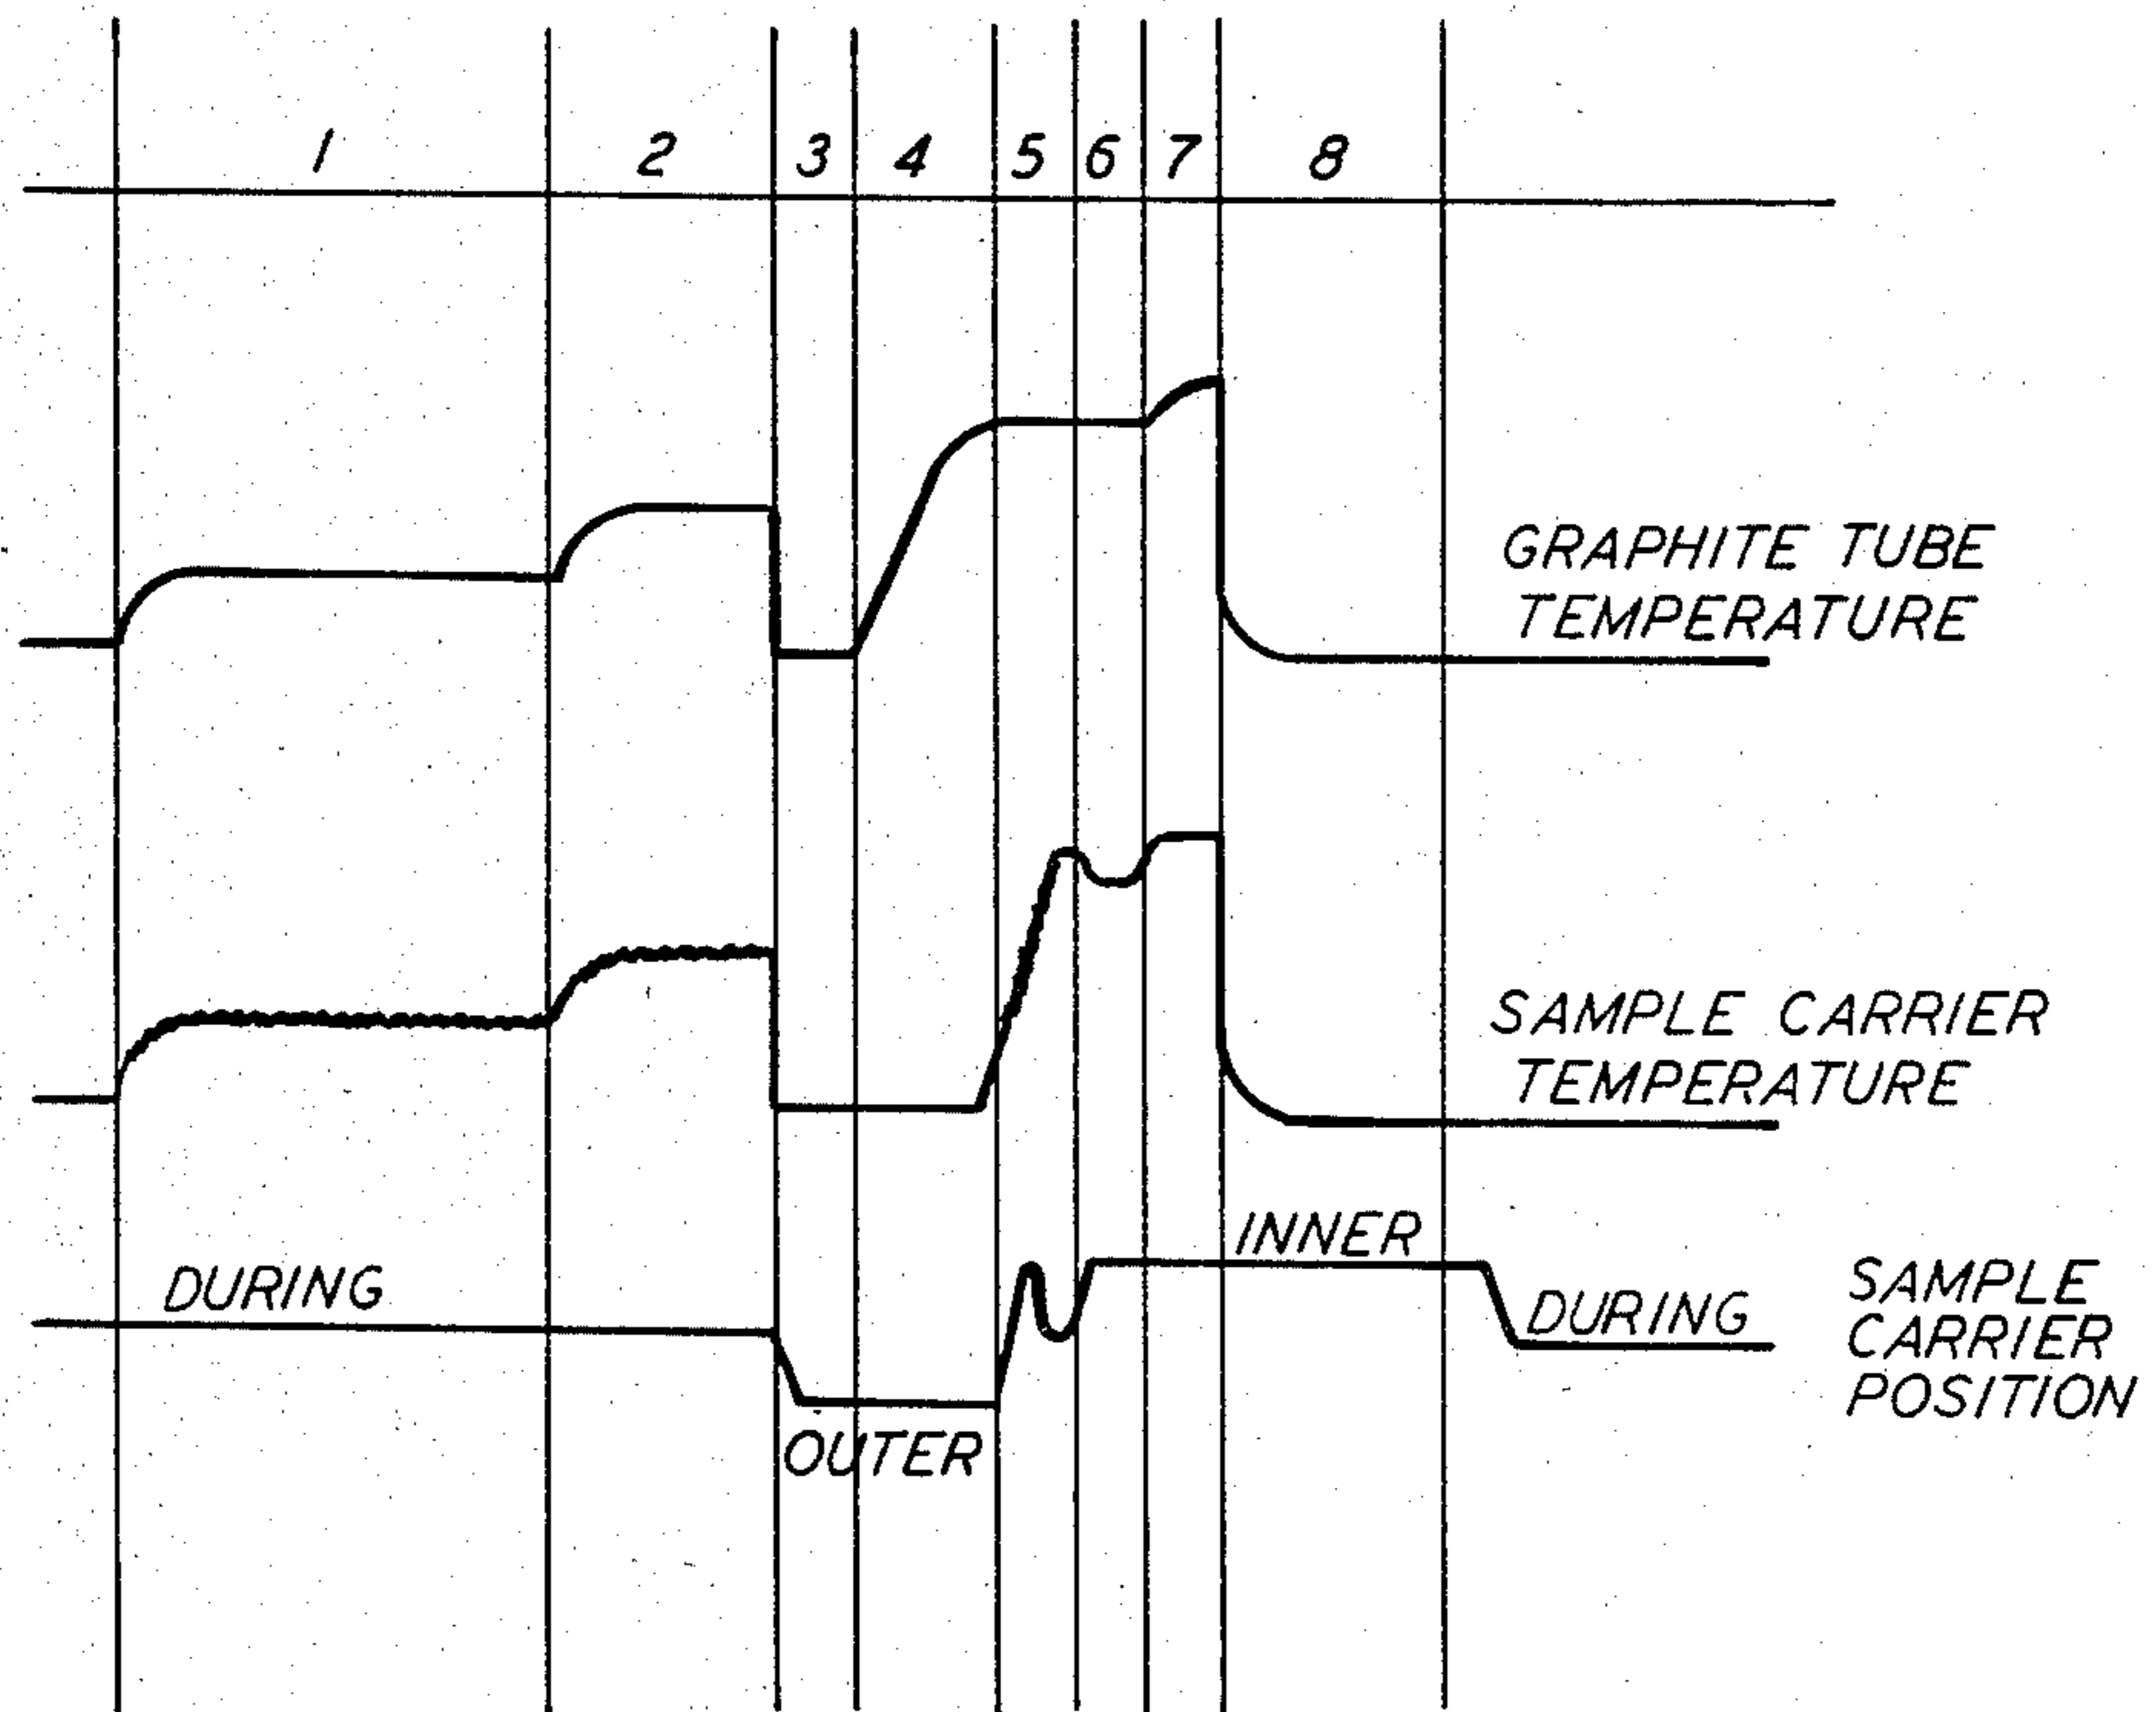 1 2 3 4 5 6 7 8
GRAPHITE TUBE
TEMPERATURE
SAMPLE CARRIER
TEMPERATURE
INNER
DURING
DURING
SAMPLE
CARRIER
POSITION
OUTER